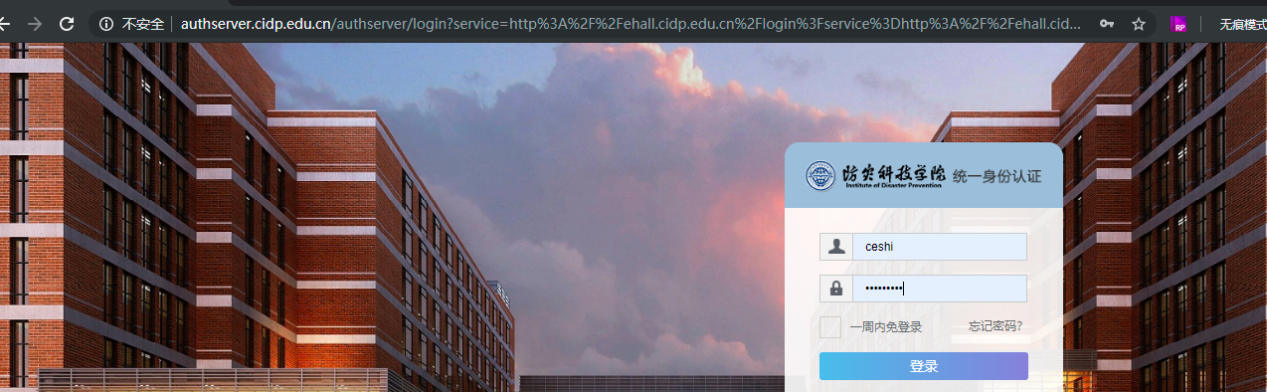 不安全 authserver.cidp.edu.cn/authserver/login?service=http%3A%2F%2Fehall.cidp.edu.cn%2Flogin%3Fservice%3Dhttp%3A%2F%2Fehall.cid... RP 无痕模式
防灾科技学院 统一身份认证
Institute of Disaster Prevention
ceshi
•••••••••
一周内免登录 忘记密码?
登录